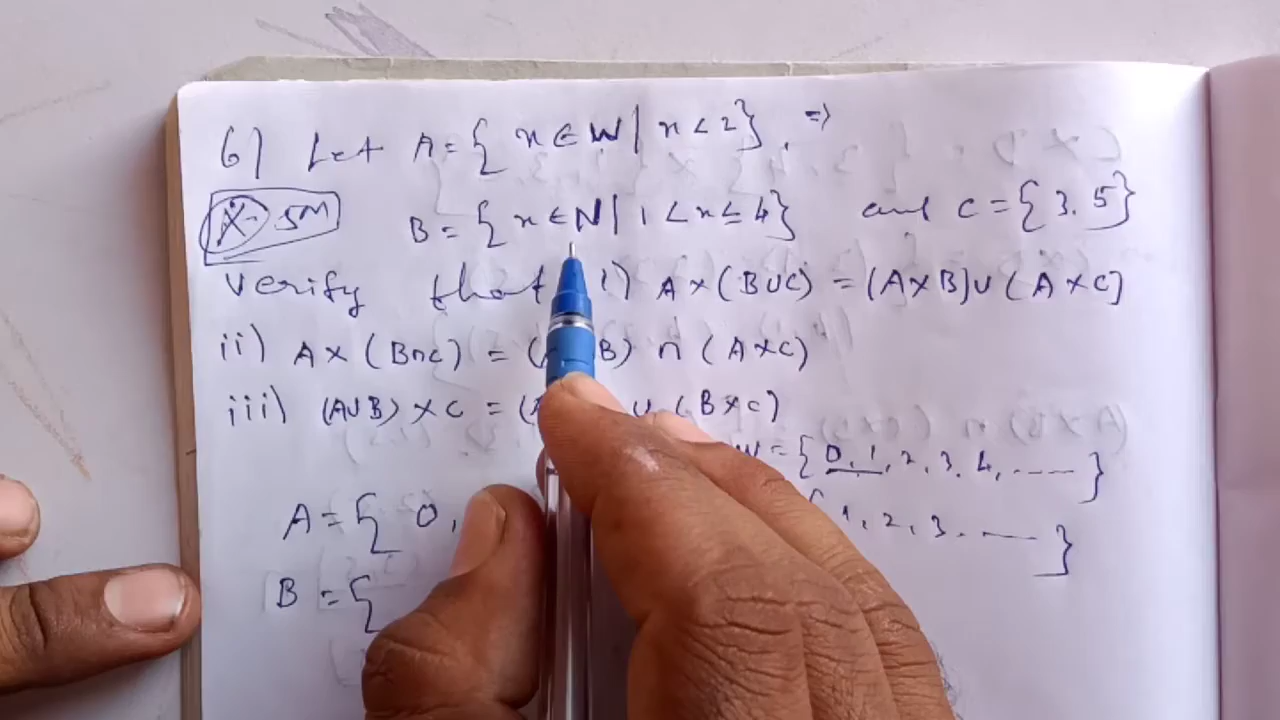 6) Let A = { x ∈ W | x < 2 }. ⇒
5M
B = { x ∈ N | 1 < x ≤ 4 } and C = { 3, 5 }
Verify that i) A × (B∪C) = (A×B) ∪ (A×C)
ii) A × (B∩C) = ( B) ∩ (A×C)
iii) (A∪B) × C = ( ∪ (B×C)
W = { 0, 1, 2, 3, 4, ------ }
A = { 0,
{ 1, 2, 3, ------ }
B = {